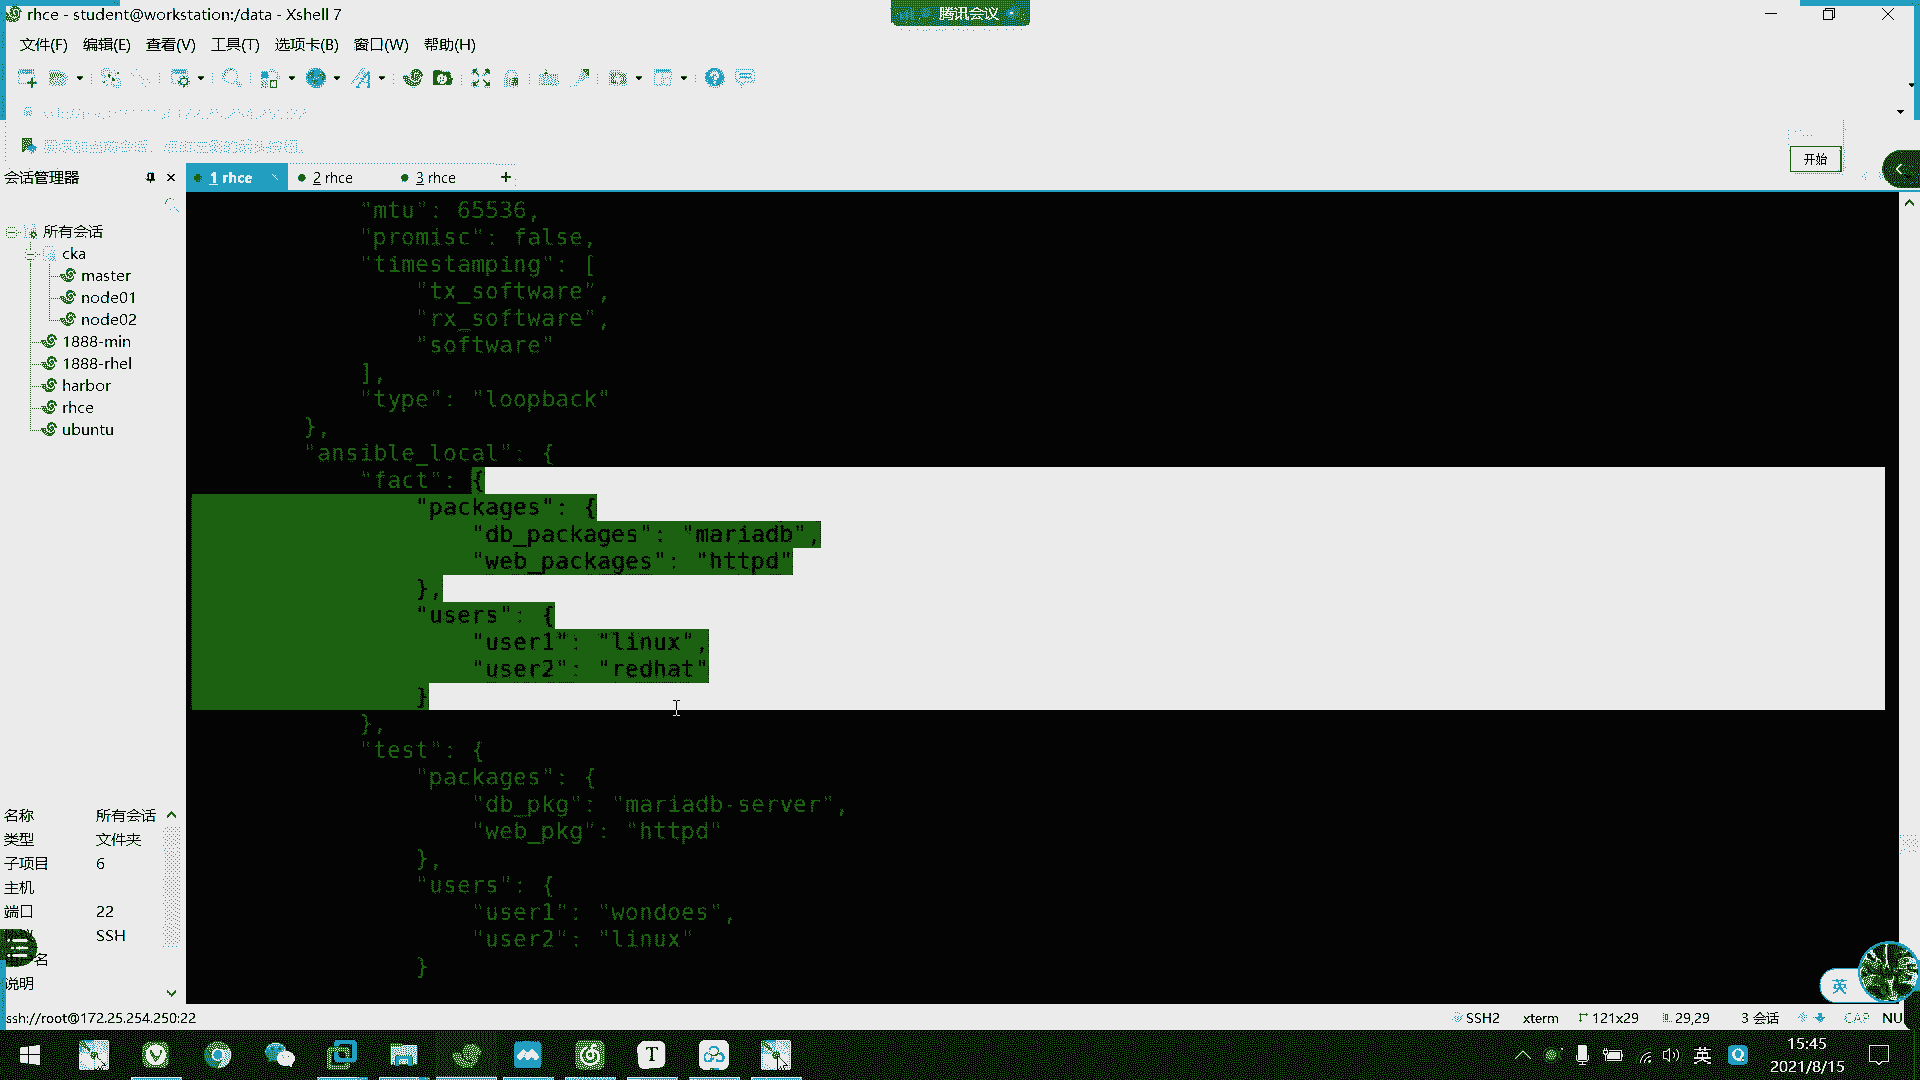 rhce - student@workstation:/data - Xshell 7
腾讯会议
文件(F) 编辑(E) 查看(V) 工具(T) 选项卡(B) 窗口(W) 帮助(H)
开始
会话管理器
1 rhce
2 rhce
3 rhce
+
所有会话
cka
master
node01
node02
1888-min
1888-rhel
harbor
rhce
ubuntu
"mtu": 65536,
"promisc": false,
"timestamping": [
"tx_software",
"rx_software",
"software"
],
"type": "loopback"
},
"ansible_local": {
"fact": {
"packages": {
"db_packages": "mariadb",
"web_packages": "httpd"
},
"users": {
"user1": "linux",
"user2": "redhat"
}
},
"test": {
"packages": {
"db_pkg": "mariadb-server",
"web_pkg": "httpd"
},
"users": {
"user1": "wondoes",
"user2": "linux"
}
名称 所有会话
类型 文件夹
子项目 6
主机
端口 22
SSH
说明
英
ssh://root@172.25.254.250:22
SSH2 xterm 121x29 29,29 3 会话 CAP NU
英
15:45
2021/8/15